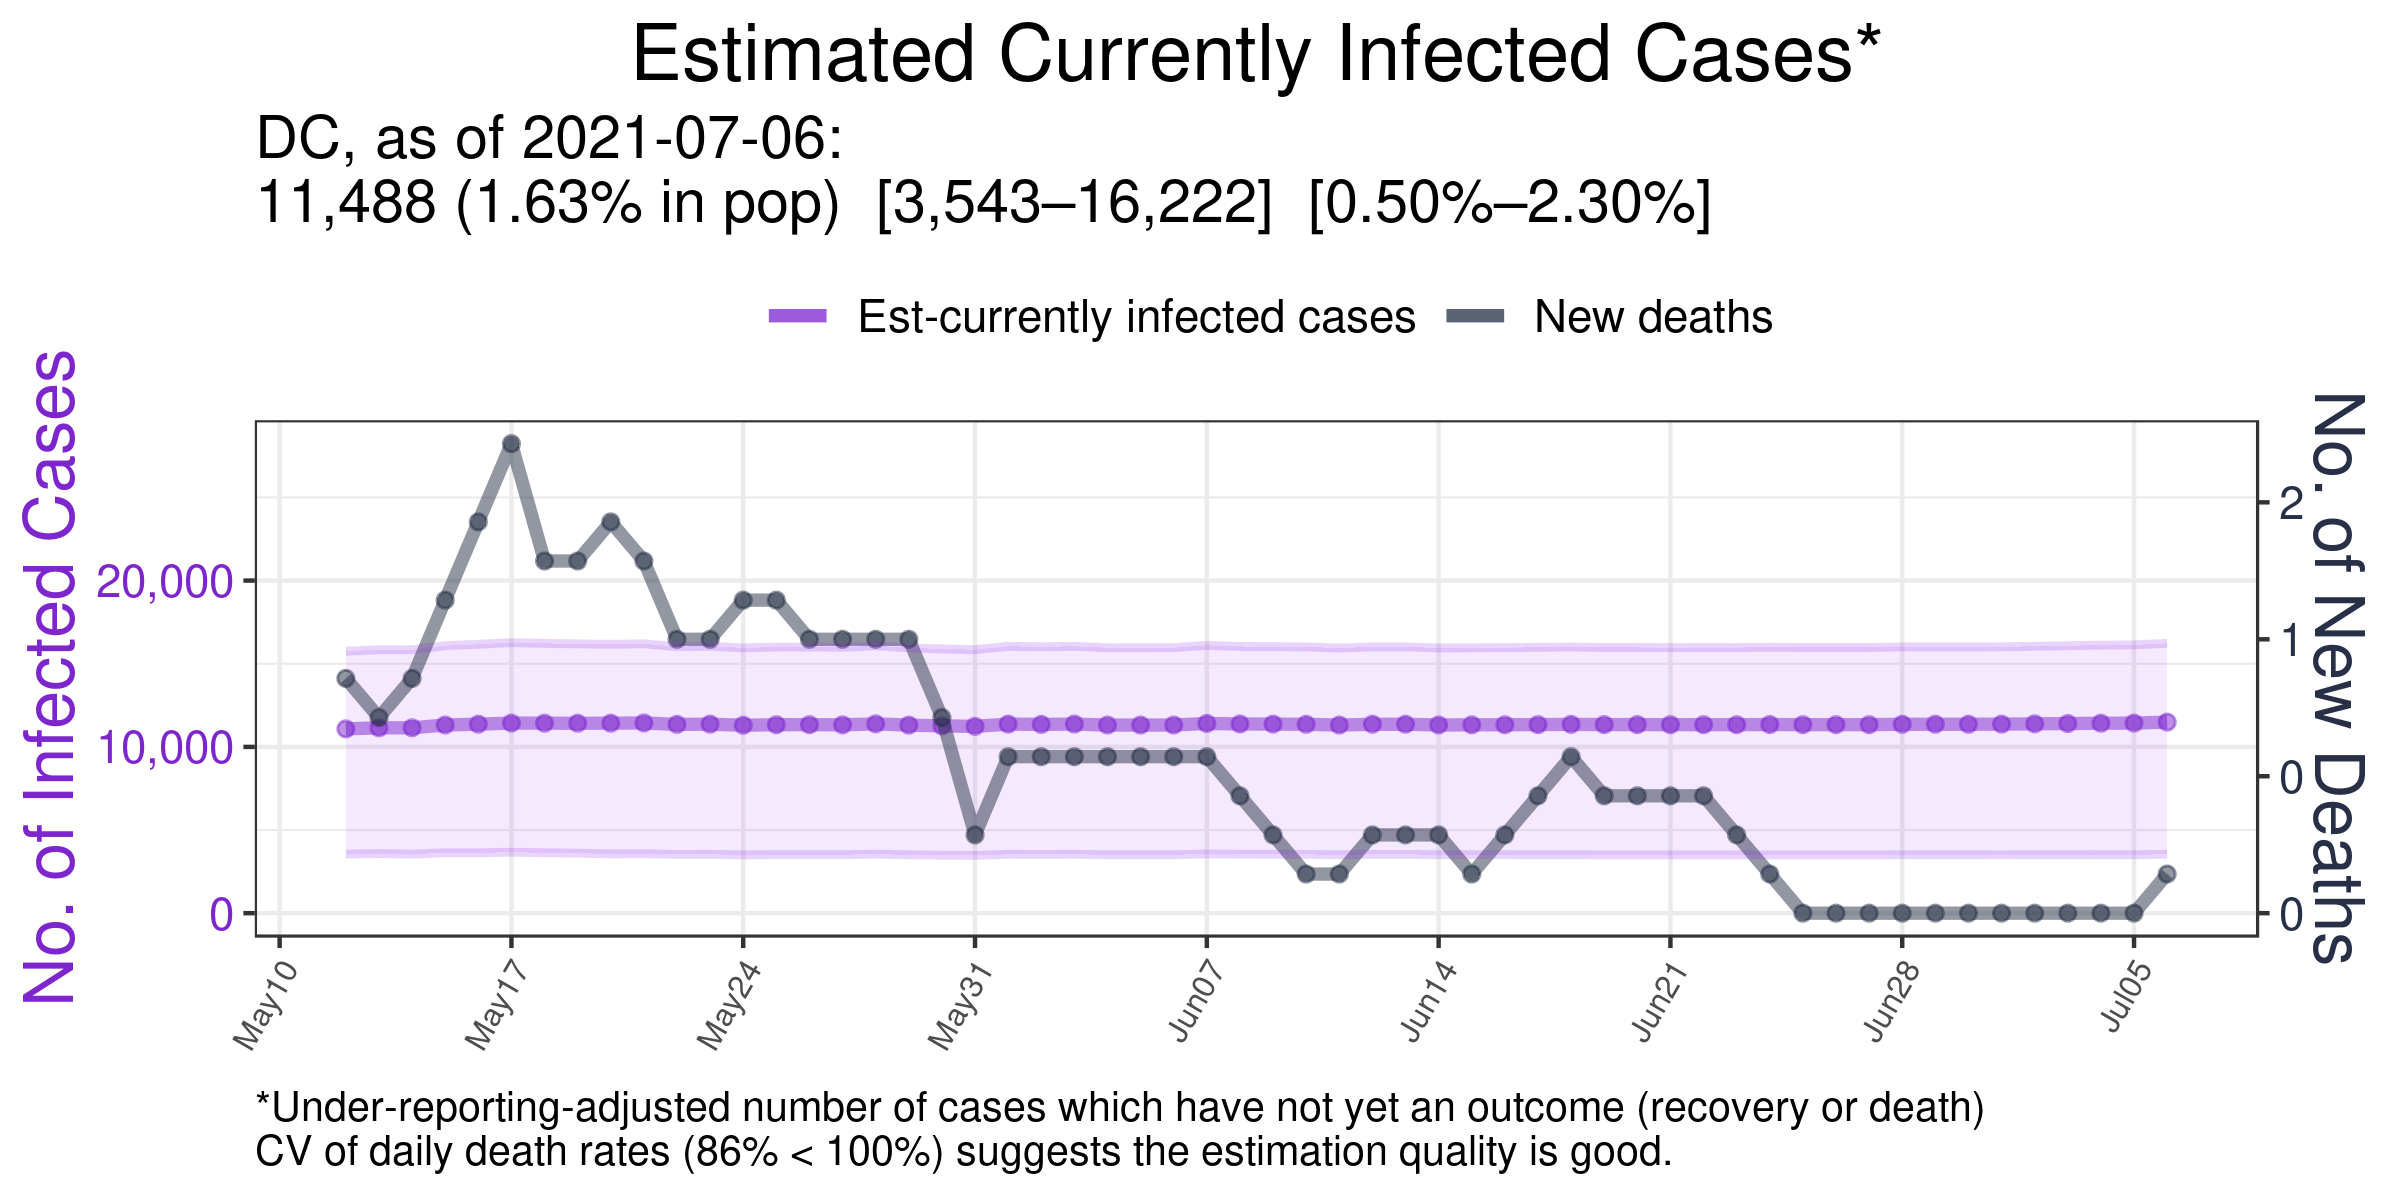 Estimated Currently Infected Cases*
DC, as of 2021-07-06:
11,488 (1.63% in pop)  [3,543–16,222]  [0.50%–2.30%]
Est-currently infected cases
New deaths
No. of Infected Cases
20,000
10,000
0
2
1
0
0
No. of New Deaths
May10
May17
May24
May31
Jun07
Jun14
Jun21
Jun28
Jul05
*Under-reporting-adjusted number of cases which have not yet an outcome (recovery or death)
CV of daily death rates (86% < 100%) suggests the estimation quality is good.